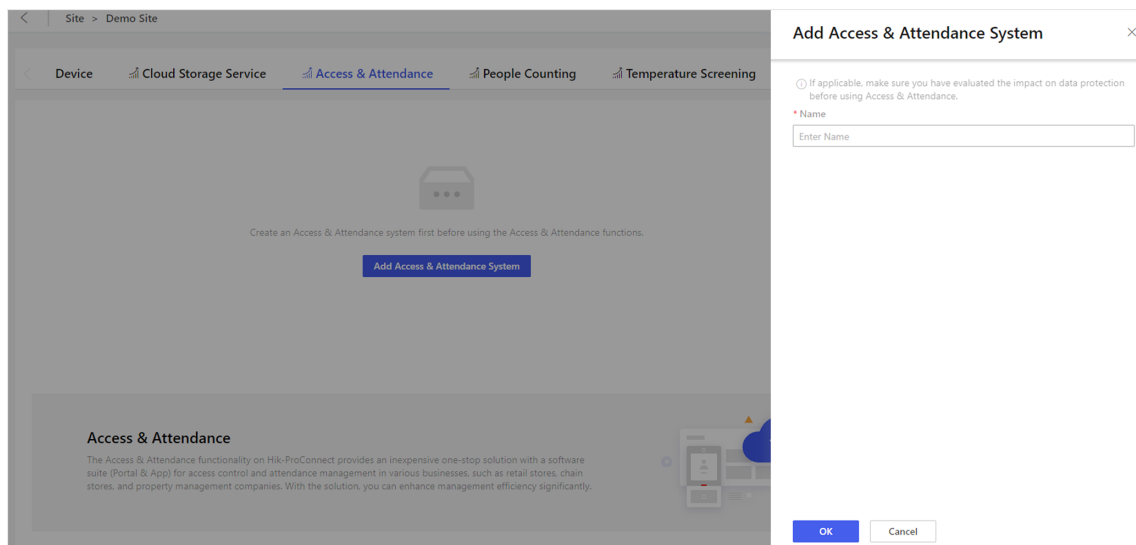 Site > Demo Site
Device
Cloud Storage Service
Access & Attendance
People Counting
Temperature Screening
Create an Access & Attendance system first before using the Access & Attendance functions.
Add Access & Attendance System
Access & Attendance
The Access & Attendance functionality on Hik-ProConnect provides an inexpensive one-stop solution with a software
suite (Portal & App) for access control and attendance management in various businesses, such as retail stores, chain
stores, and property management companies. With the solution, you can enhance management efficiency significantly.
Add Access & Attendance System
If applicable, make sure you have evaluated the impact on data protection
before using Access & Attendance.
* Name
Enter Name
OK
Cancel